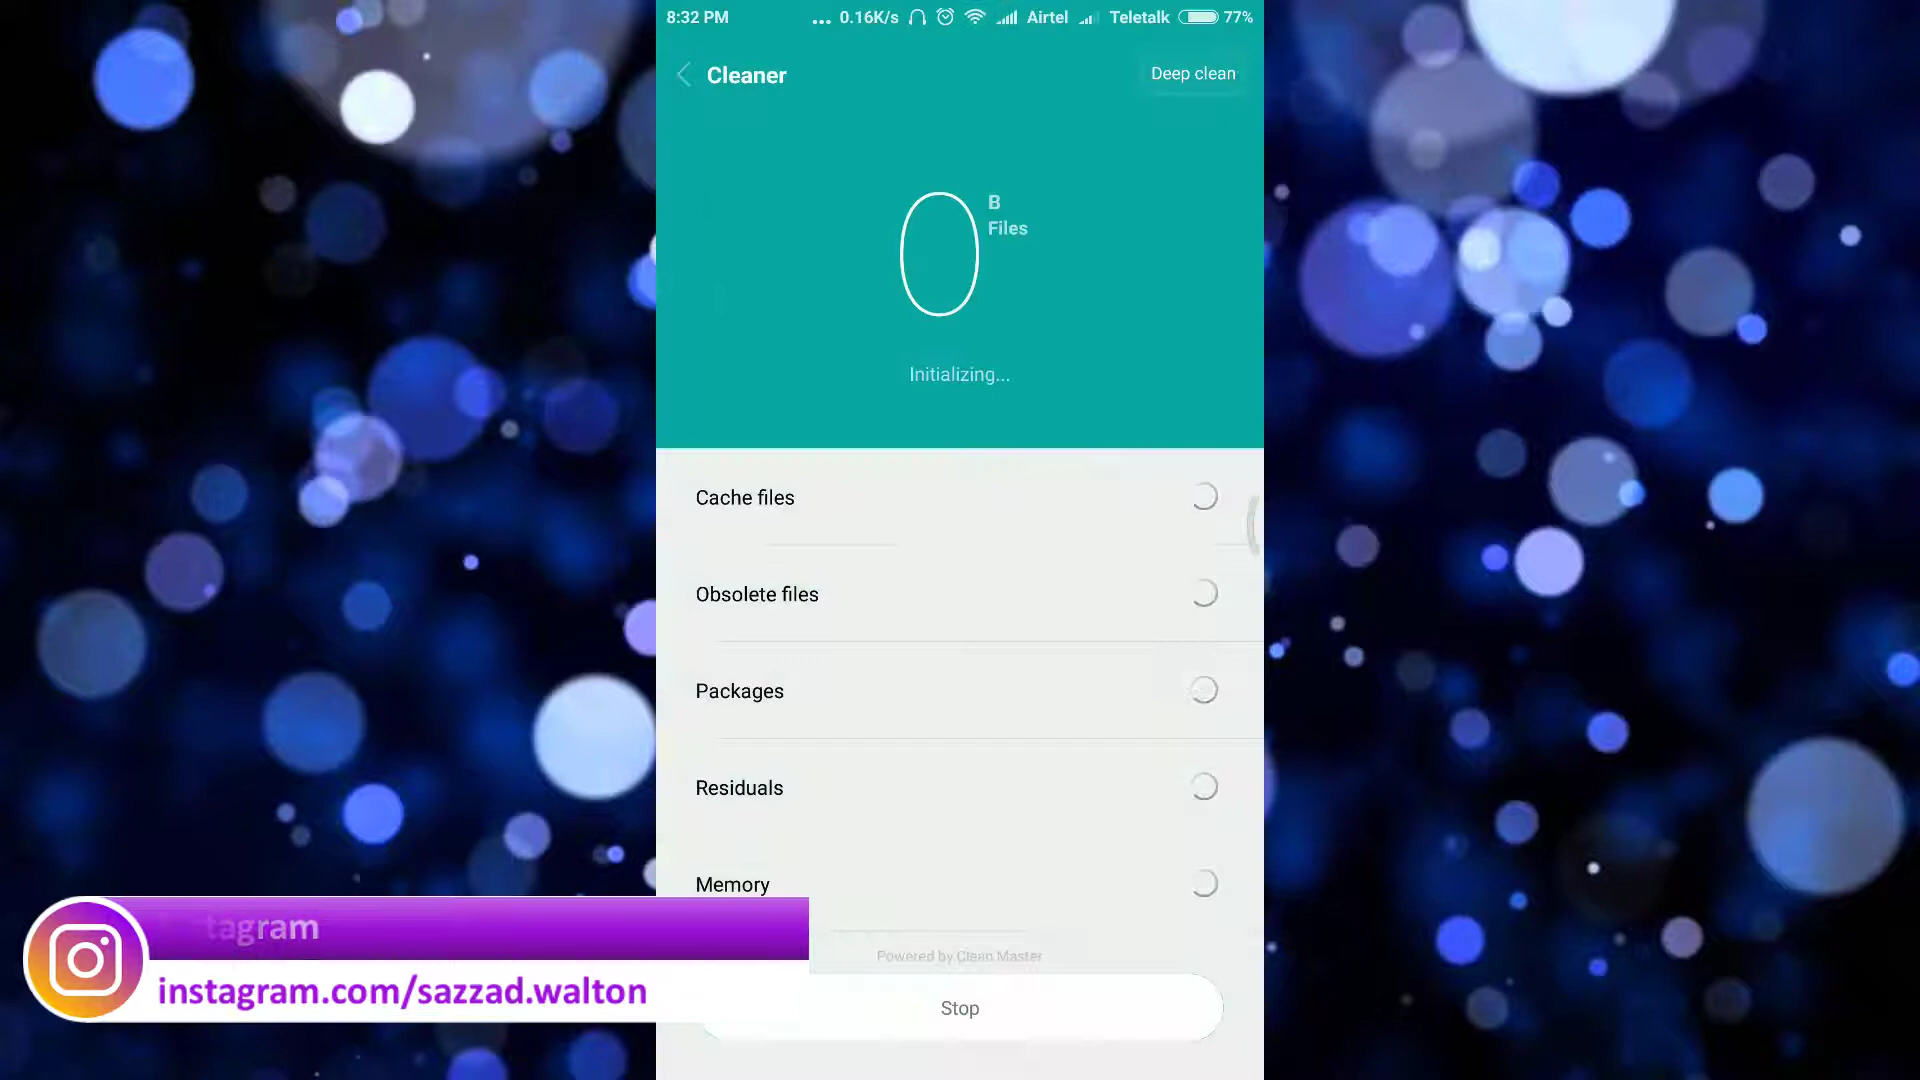 8:32 PM ... 0.16K/s Airtel Teletalk 77%
Cleaner
Deep clean
0 B
Files
Initializing...
Cache files
Obsolete files
Packages
Residuals
Memory
Powered by Clean Master
Stop
tagram
instagram.com/sazzad.walton